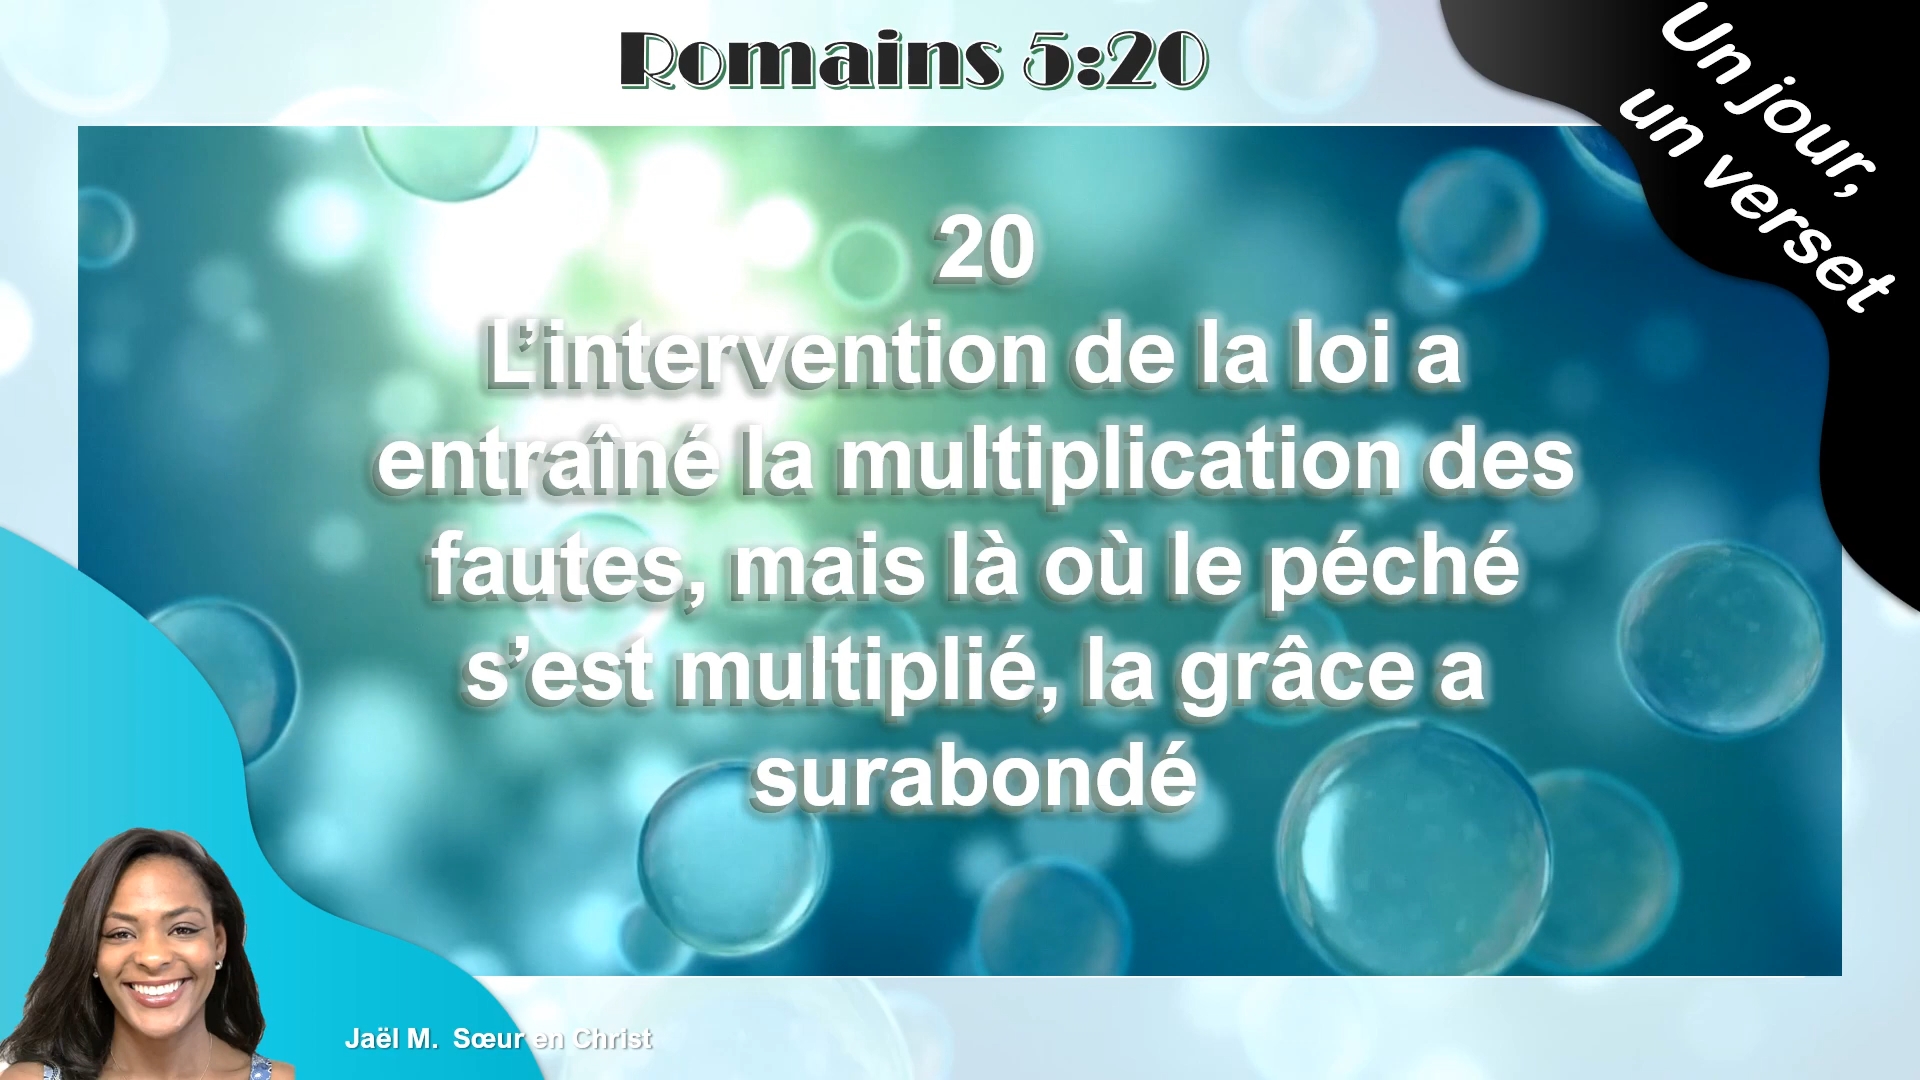 Romains 5:20
Un jour,
un verset
20
L’intervention de la loi a
entraîné la multiplication des
fautes, mais là où le péché
s’est multiplié, la grâce a
surabondé
Jaël M.  Sœur en Christ